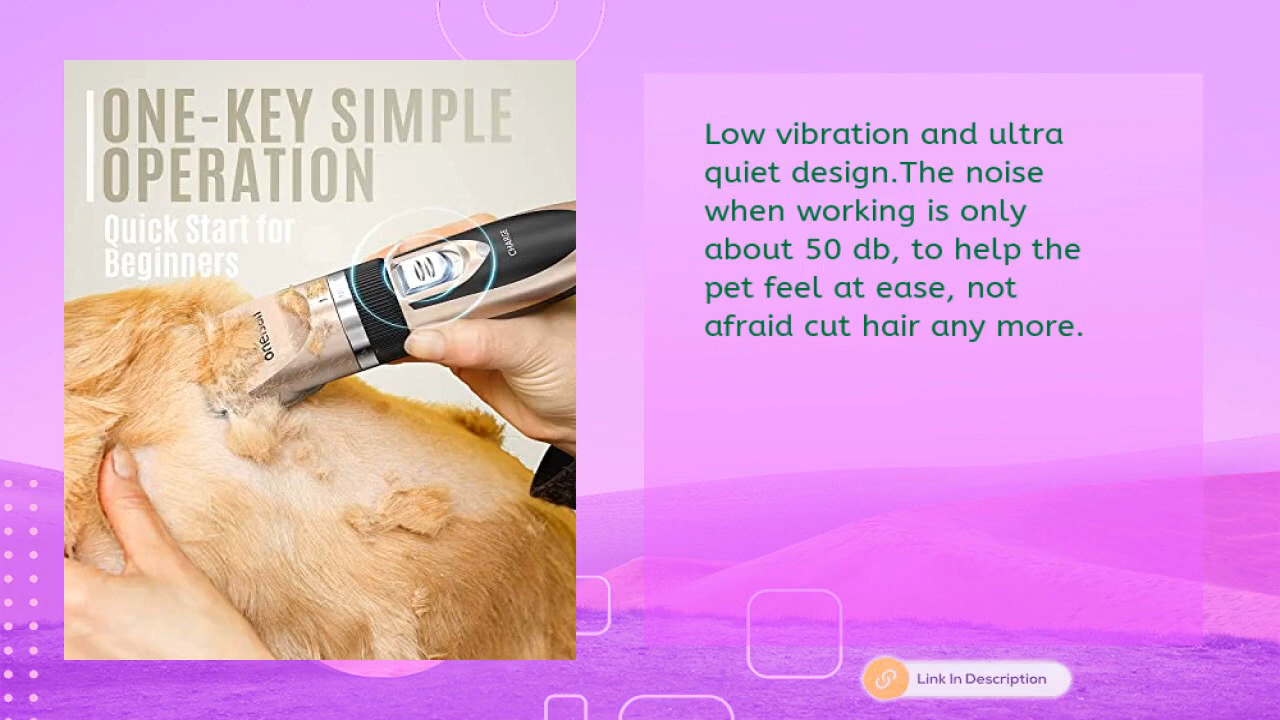 ONE-KEY SIMPLE
OPERATION
Quick Start for
Beginners
CHARGE
oneisall
Low vibration and ultra
quiet design.The noise
when working is only
about 50 db, to help the
pet feel at ease, not
afraid cut hair any more.
Link In Description